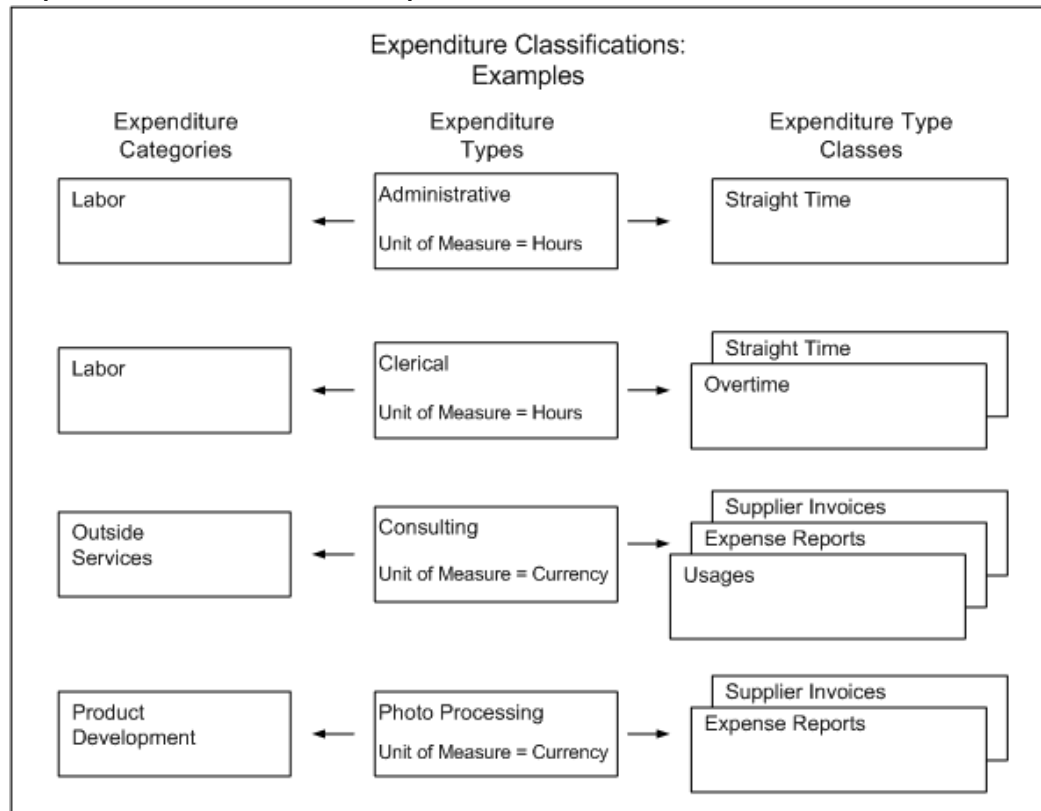 Expenditure Classifications:
Examples
Expenditure
Categories
Expenditure
Types
Expenditure Type
Classes
Labor
Administrative
Unit of Measure = Hours
Straight Time
Labor
Clerical
Unit of Measure = Hours
Straight Time
Overtime
Outside
Services
Consulting
Unit of Measure = Currency
Supplier Invoices
Expense Reports
Usages
Product
Development
Photo Processing
Unit of Measure = Currency
Supplier Invoices
Expense Reports